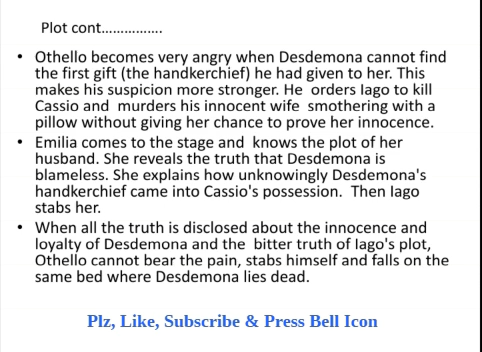 Plot cont................
• Othello becomes very angry when Desdemona cannot find
the first gift (the handkerchief) he had given to her. This
makes his suspicion more stronger. He  orders Iago to kill
Cassio and  murders his innocent wife  smothering with a
pillow without giving her chance to prove her innocence.
• Emilia comes to the stage and  knows the plot of her
husband. She reveals the truth that Desdemona is
blameless. She explains how unknowingly Desdemona's
handkerchief came into Cassio's possession.  Then Iago
stabs her.
• When all the truth is disclosed about the innocence and
loyalty of Desdemona and the  bitter truth of Iago's plot,
Othello cannot bear the pain, stabs himself and falls on the
same bed where Desdemona lies dead.
Plz, Like, Subscribe & Press Bell Icon